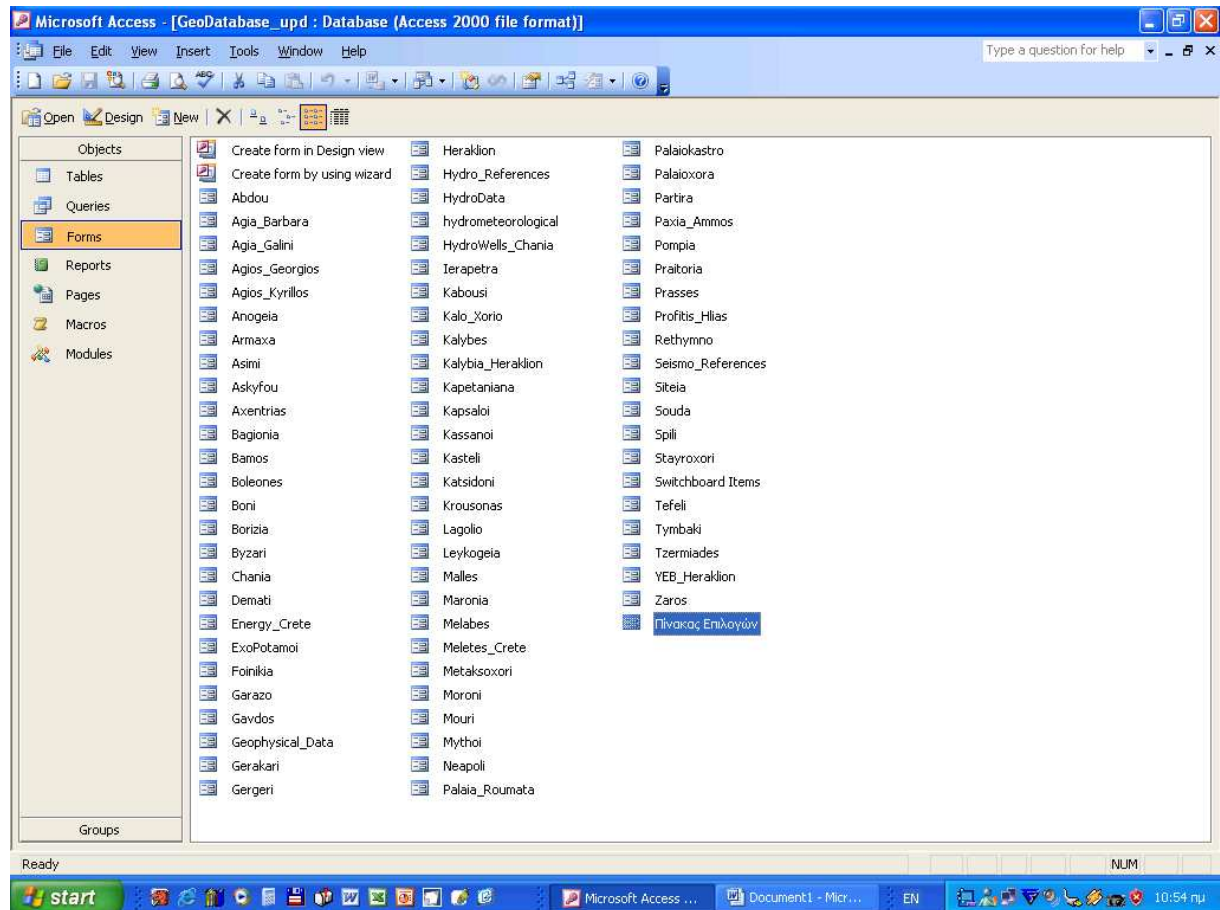 Microsoft Access - [GeoDatabase_upd : Database (Access 2000 file format)]
File Edit View Insert Tools Window Help
Type a question for help
Open Design New
Objects
Tables
Queries
Forms
Reports
Pages
Macros
Modules
Groups
Create form in Design view
Create form by using wizard
Abdou
Agia_Barbara
Agia_Galini
Agios_Georgios
Agios_Kyrillos
Anogeia
Armaxa
Asimi
Askyfou
Axentrias
Bagionia
Bamos
Boleones
Boni
Borizia
Byzari
Chania
Demati
Energy_Crete
ExoPotamoi
Foinikia
Garazo
Gavdos
Geophysical_Data
Gerakari
Gergeri
Heraklion
Hydro_References
HydroData
hydrometeorological
HydroWells_Chania
Ierapetra
Kabousi
Kalo_Xorio
Kalybes
Kalybia_Heraklion
Kapetaniana
Kapsaloi
Kassanoi
Kasteli
Katsidoni
Krousonas
Lagolio
Leykogeia
Malles
Maronia
Melabes
Meletes_Crete
Metaksoxori
Moroni
Mouri
Mythoi
Neapoli
Palaia_Roumata
Palaiokastro
Palaioxora
Partira
Paxia_Ammos
Pompia
Praitoria
Prasses
Profitis_Hlias
Rethymno
Seismo_References
Siteia
Souda
Spili
Stayroxori
Switchboard Items
Tefeli
Tymbaki
Tzermiades
YEB_Heraklion
Zaros
Πίνακας Επιλογών
Ready
NUM
start
Microsoft Access ...
Document1 - Micr...
EN
10:54 πμ